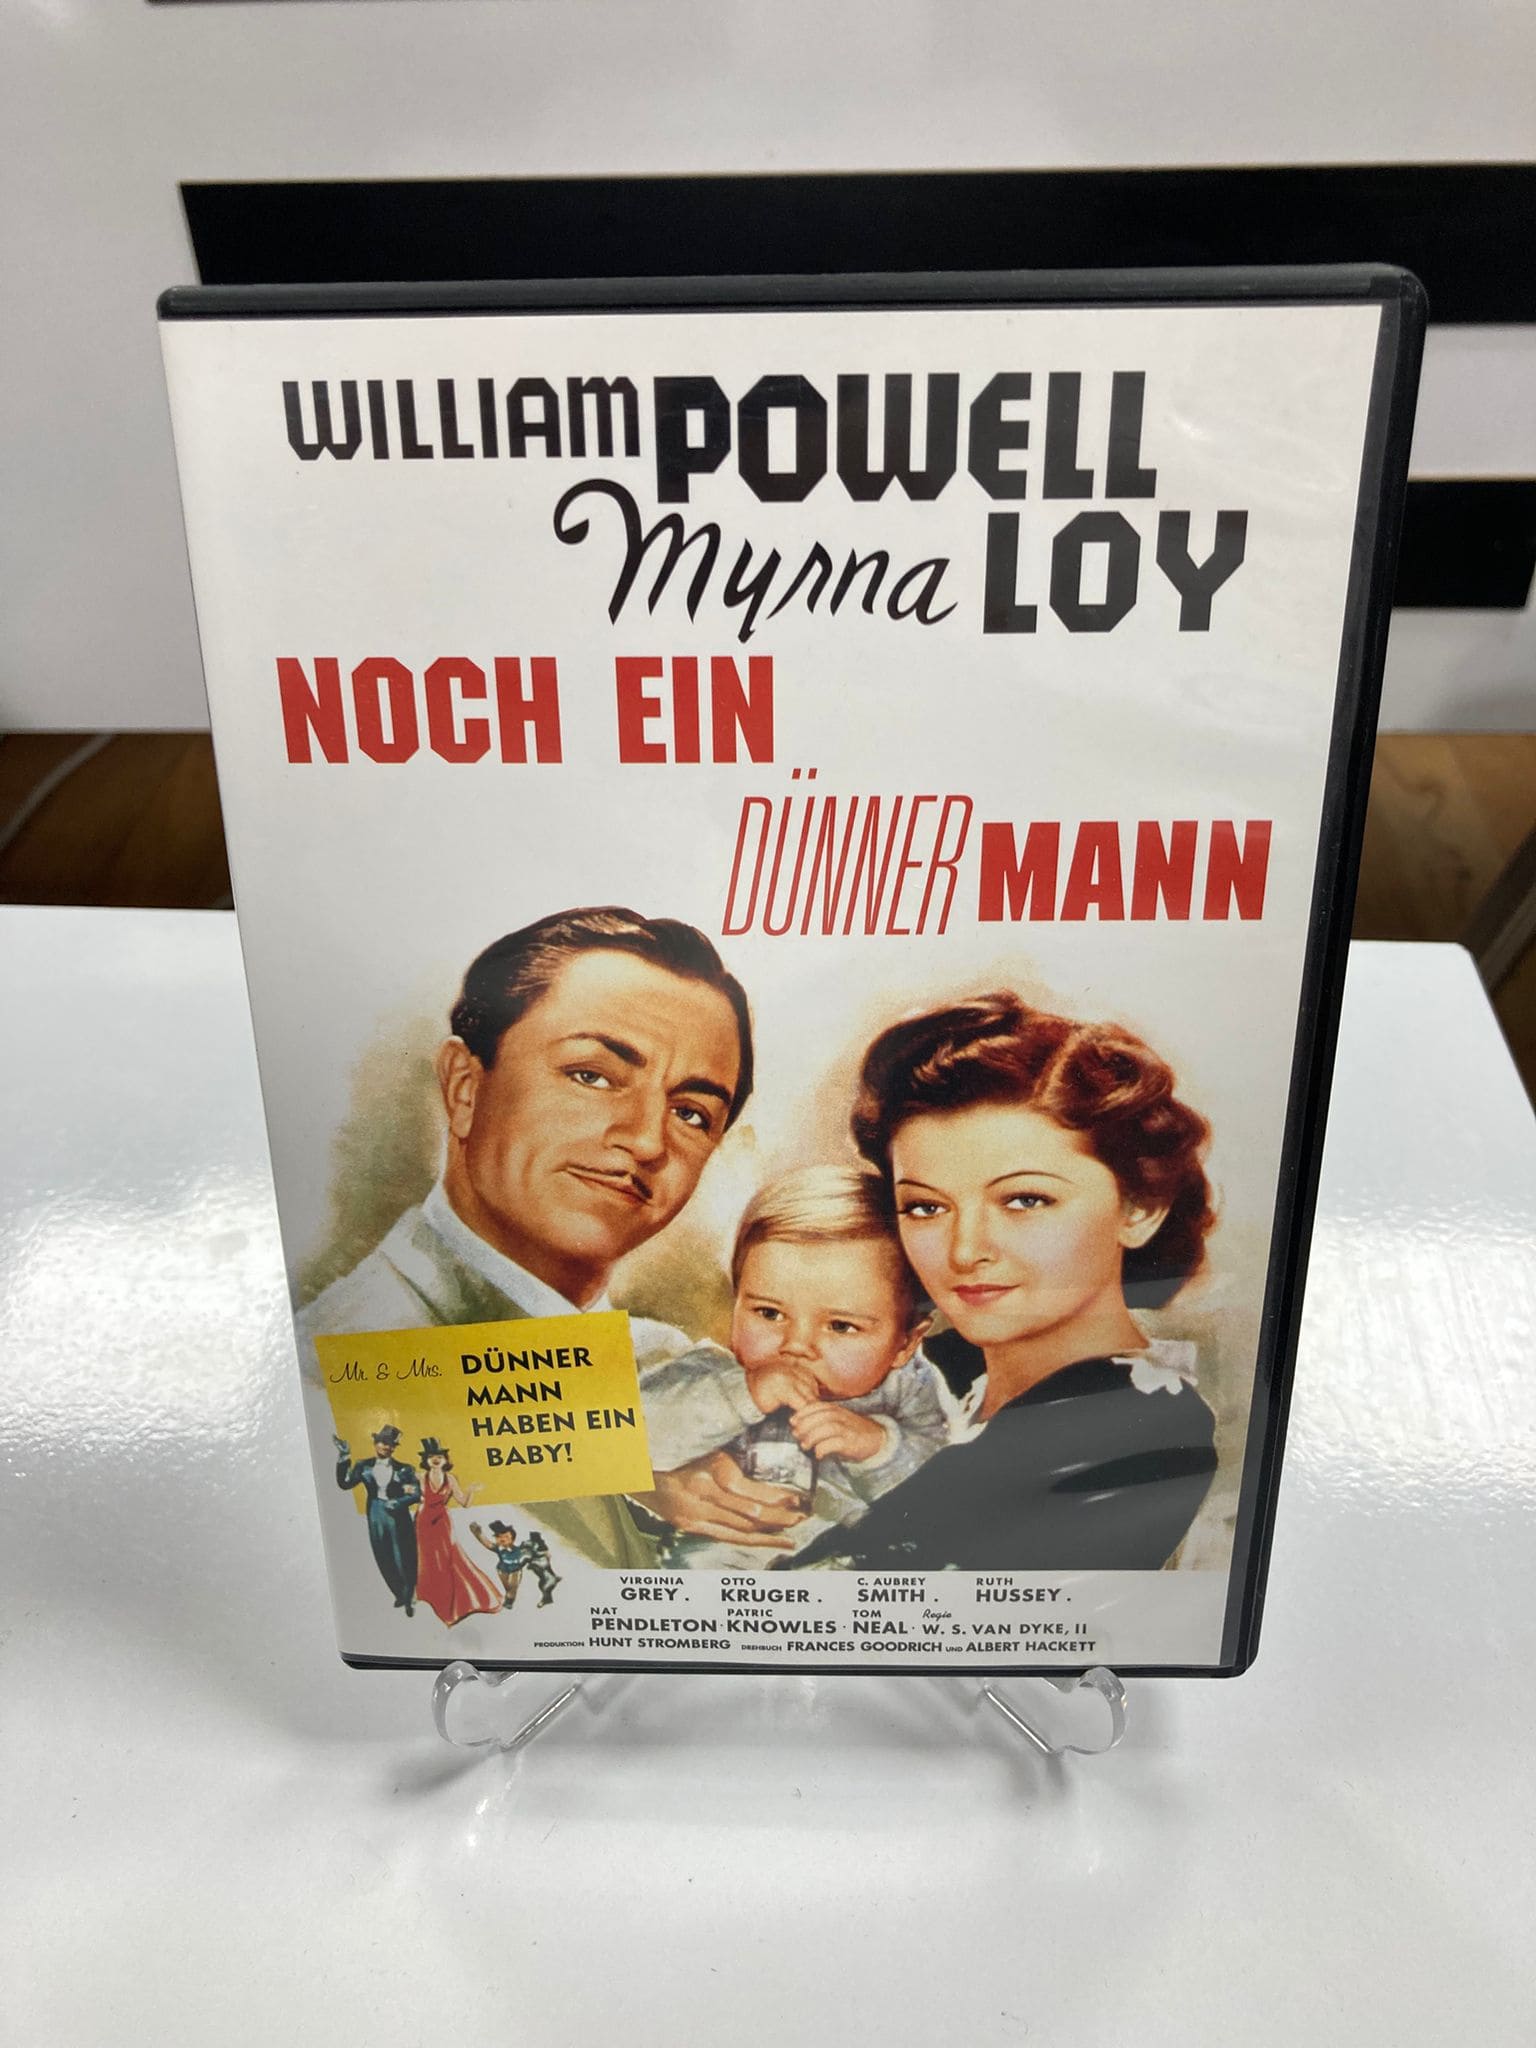 WILLIAM POWELL
Myrna LOY
NOCH EIN
DÜNNER MANN
Mr. & Mrs. DÜNNER
MANN
HABEN EIN
BABY!
VIRGINIA GREY . OTTO KRUGER . C. AUBREY SMITH . RUTH HUSSEY .
NAT PENDLETON · PATRIC KNOWLES · TOM NEAL · Regie W. S. VAN DYKE, II
PRODUKTION HUNT STROMBERG DREHBUCH FRANCES GOODRICH UND ALBERT HACKETT